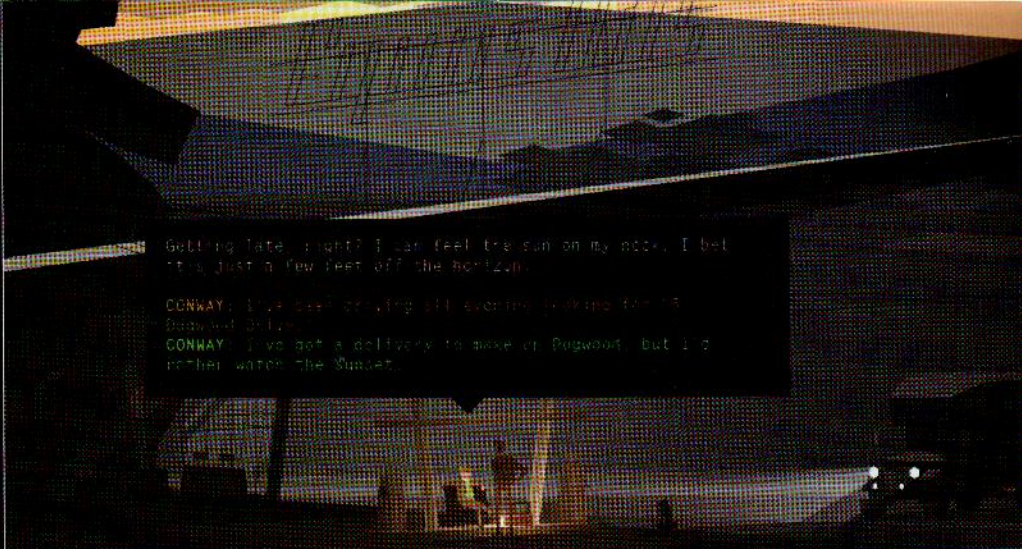 Getting late, right? I can feel the sun on my neck. I bet
it's just a few feet off the horizon.
CONWAY: I've been driving all evening looking for 5
Dogwood Drive.
CONWAY: I've got a delivery to make on Dogwood, but I'd
rather watch the sunset.